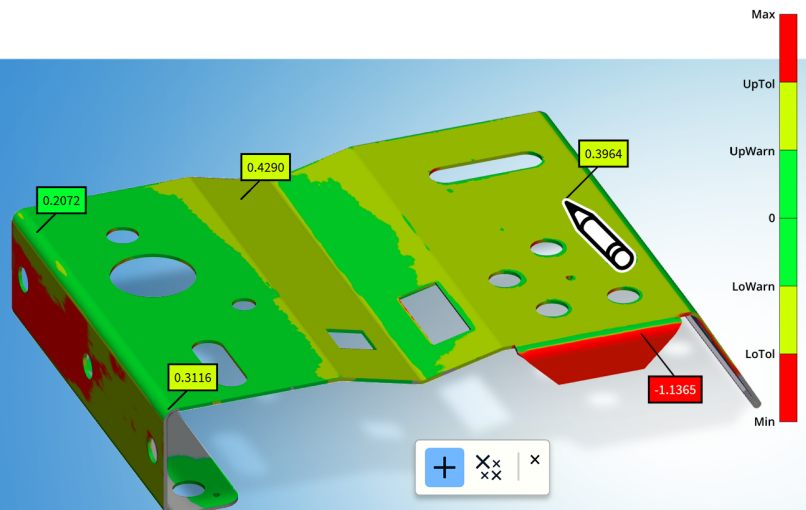 Max
UpTol
UpWarn
0
LoWarn
LoTol
Min
0.3964
0.4290
0.2072
0.3116
-1.1365